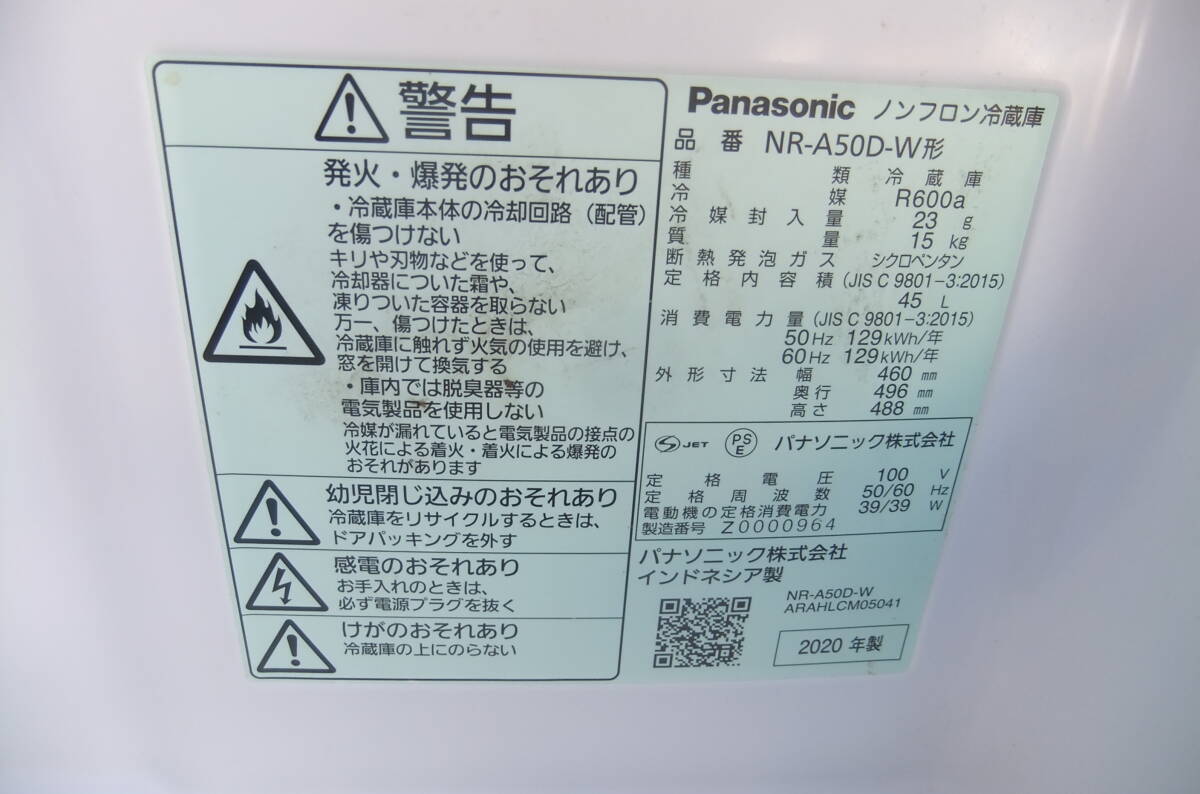 警告
発火・爆発のおそれあり
・冷蔵庫本体の冷却回路（配管）
を傷つけない
キリや刃物などを使って、
冷却器についた霜や、
凍りついた容器を取らない
万一、傷つけたときは、
冷蔵庫に触れず火気の使用を避け、
窓を開けて換気する
・庫内では脱臭器等の
電気製品を使用しない
冷媒が漏れていると電気製品の接点の
火花による着火・着火による爆発の
おそれがあります
幼児閉じ込みのおそれあり
冷蔵庫をリサイクルするときは、
ドアパッキングを外す
感電のおそれあり
お手入れのときは、
必ず電源プラグを抜く
けがのおそれあり
冷蔵庫の上にのらない
Panasonic ノンフロン冷蔵庫
品番 NR-A50D-W形
種類 冷蔵庫
冷媒 R600a
冷媒封入量 23 g
質量 15 kg
断熱発泡ガス シクロペンタン
定格内容積 (JIS C 9801-3:2015)
45 L
消費電力量 (JIS C 9801-3:2015)
50Hz 129kWh/年
60Hz 129kWh/年
外形寸法 幅 460 mm
奥行 496 mm
高さ 488 mm
S JET PS E パナソニック株式会社
定格電圧 100 V
定格周波数 50/60 Hz
電動機の定格消費電力 39/39 W
製造番号 Z0000964
パナソニック株式会社
インドネシア製
NR-A50D-W
ARAHLCM05041
2020 年製